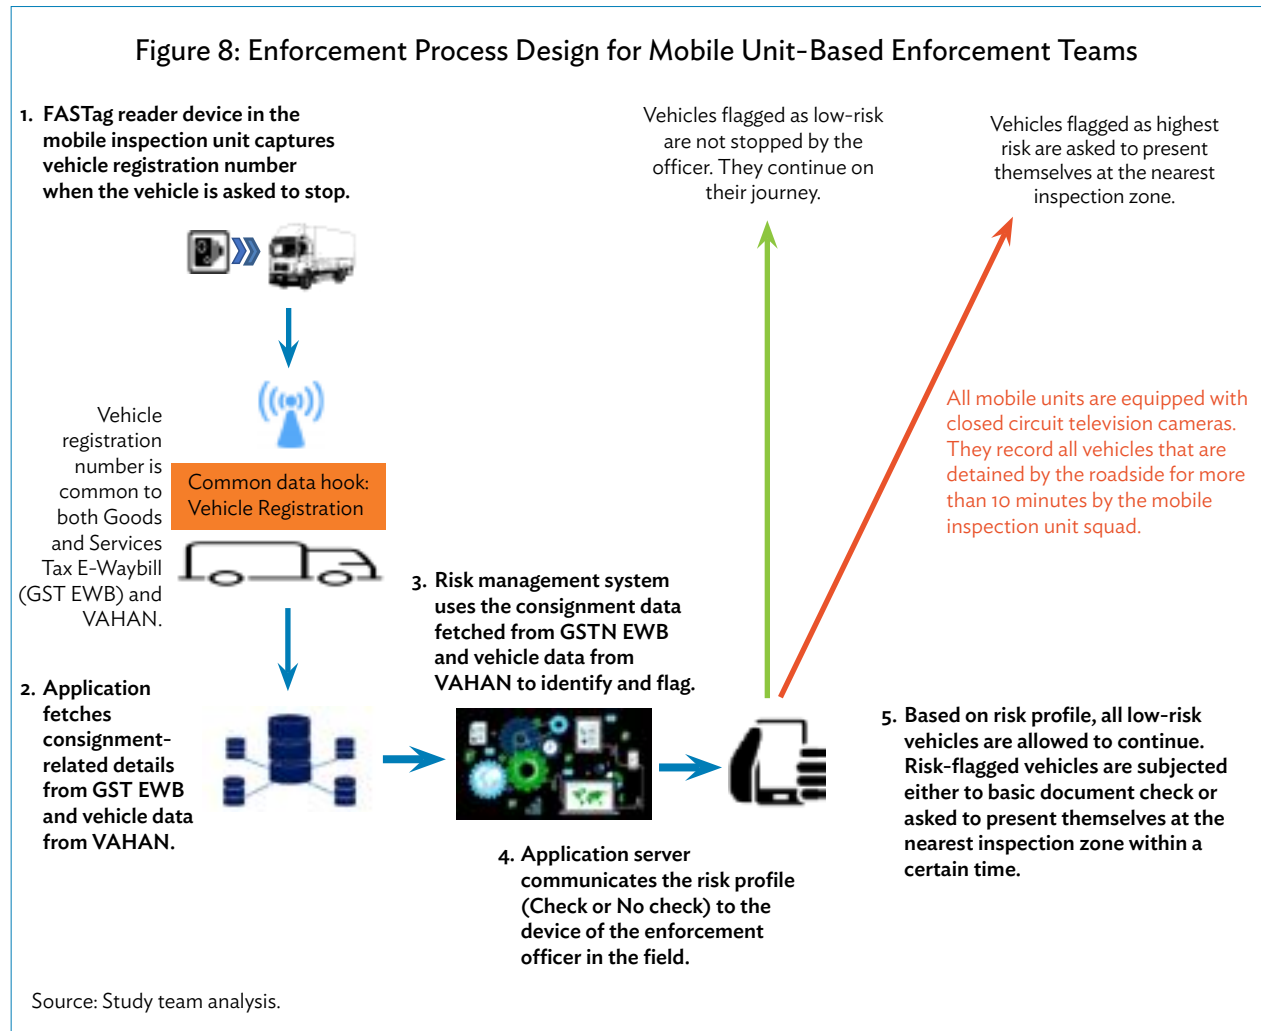 Figure 8: Enforcement Process Design for Mobile Unit-Based Enforcement Teams
1. FASTag reader device in the
mobile inspection unit captures
vehicle registration number
when the vehicle is asked to stop.
Vehicles flagged as low-risk
are not stopped by the
officer. They continue on
their journey.
Vehicles flagged as highest
risk are asked to present
themselves at the nearest
inspection zone.
Vehicle
registration
number is
common to
both Goods
and Services
Tax E-Waybill
(GST EWB) and
VAHAN.
Common data hook:
Vehicle Registration
All mobile units are equipped with
closed circuit television cameras.
They record all vehicles that are
detained by the roadside for more
than 10 minutes by the mobile
inspection unit squad.
2. Application
fetches
consignment-
related details
from GST EWB
and vehicle data
from VAHAN.
3. Risk management system
uses the consignment data
fetched from GSTN EWB
and vehicle data from
VAHAN to identify and flag.
4. Application server
communicates the risk profile
(Check or No check) to the
device of the enforcement
officer in the field.
5. Based on risk profile, all low-risk
vehicles are allowed to continue.
Risk-flagged vehicles are subjected
either to basic document check or
asked to present themselves at the
nearest inspection zone within a
certain time.
Source: Study team analysis.